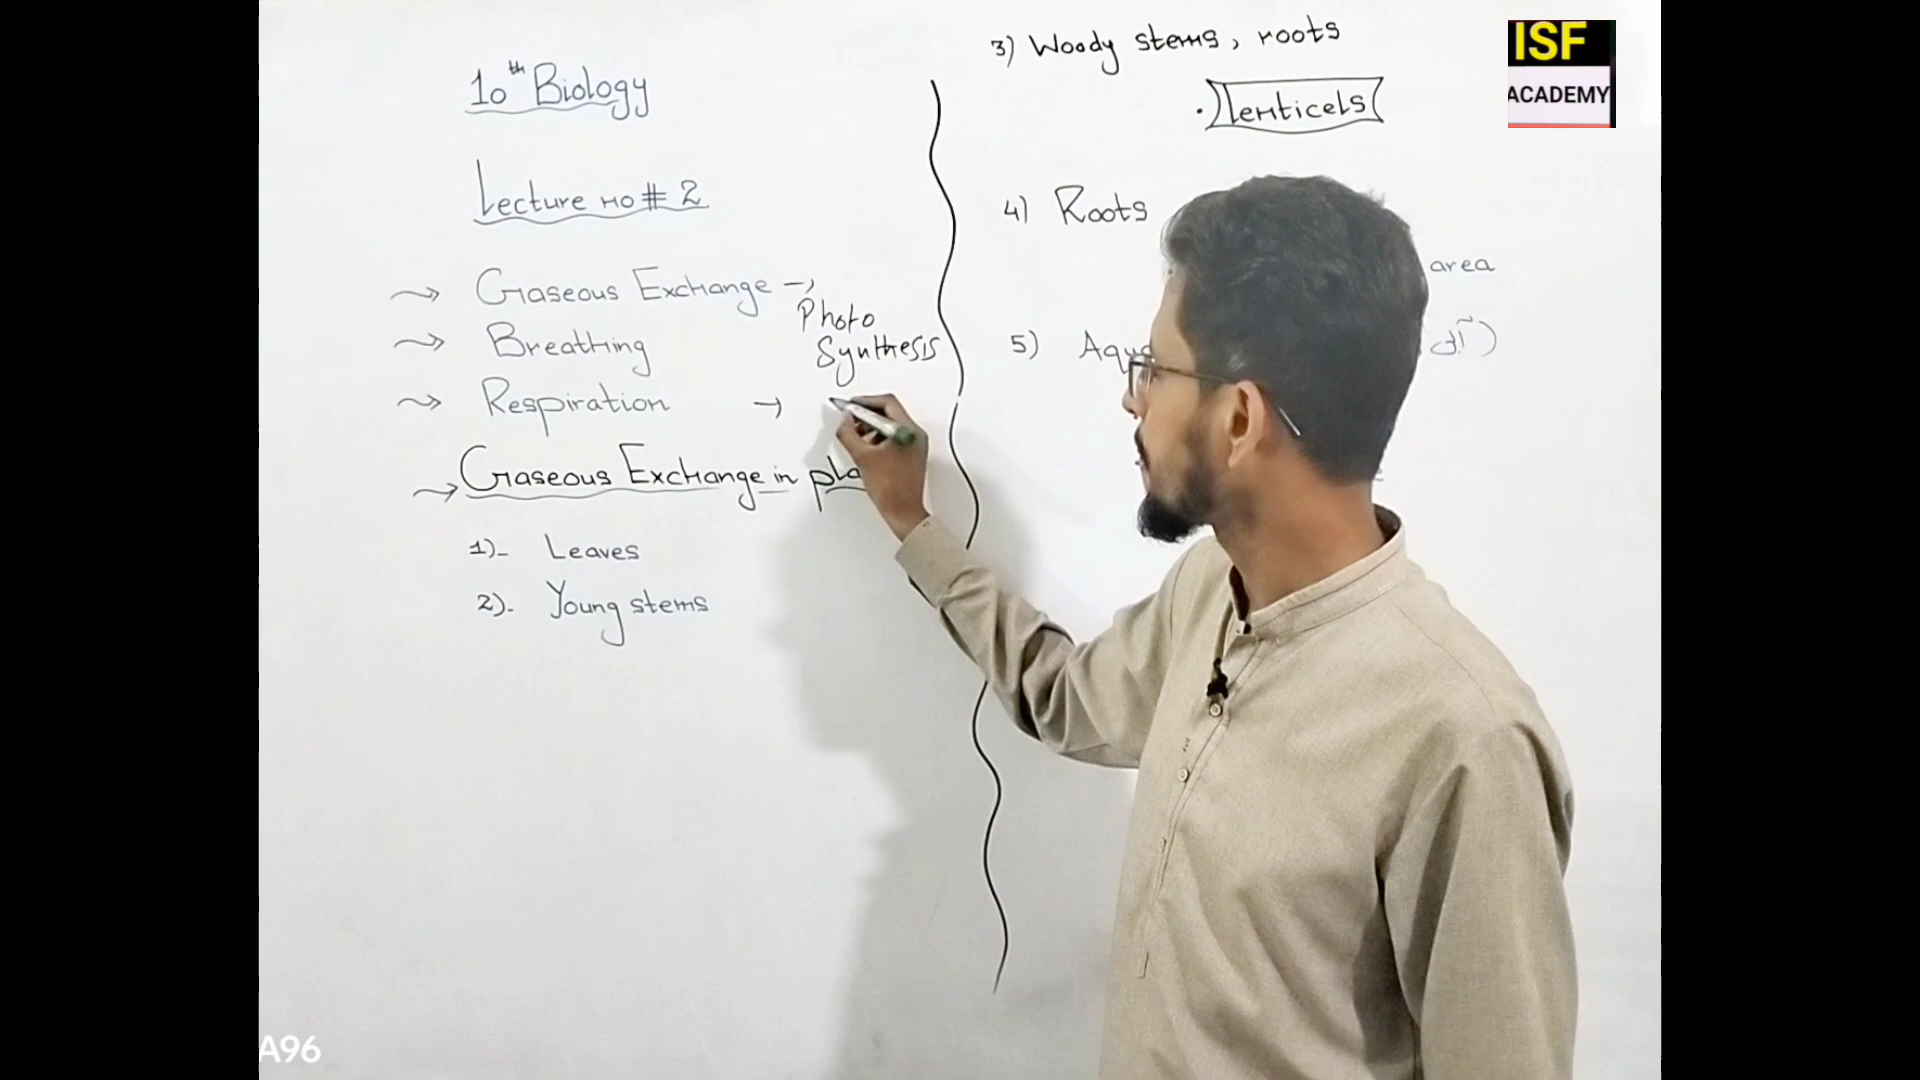 10th Biology
Lecture no # 2
Gaseous Exchange →
Photo
Synthesis
Breathing
Respiration →
Gaseous Exchange in
1)- Leaves
2)- Young stems
3) Woody stems, roots
. lenticels
4) Roots
area
5)
ISF
ACADEMY
A96